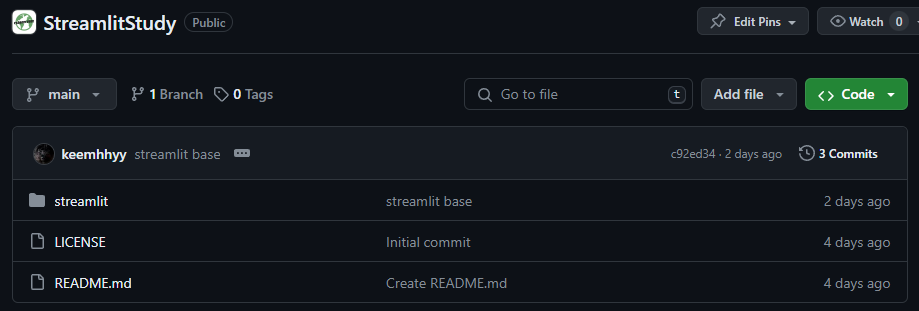 StreamlitStudy Public Edit Pins Watch 0
main 1 Branch 0 Tags Go to file t Add file Code
keemhhyy streamlit base c92ed34 · 2 days ago 3 Commits
streamlit streamlit base 2 days ago
LICENSE Initial commit 4 days ago
README.md Create README.md 4 days ago